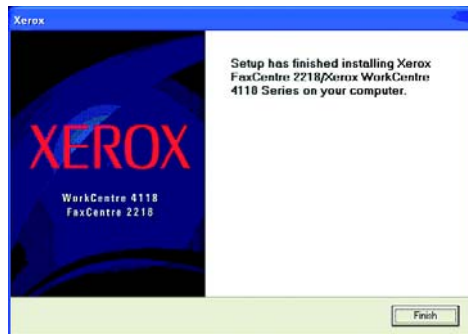 Xerox
Setup has finished installing Xerox
FaxCentre 2218/Xerox WorkCentre
4118 Series on your computer.
XEROX
WorkCentre 4118
FaxCentre 2218
Finish